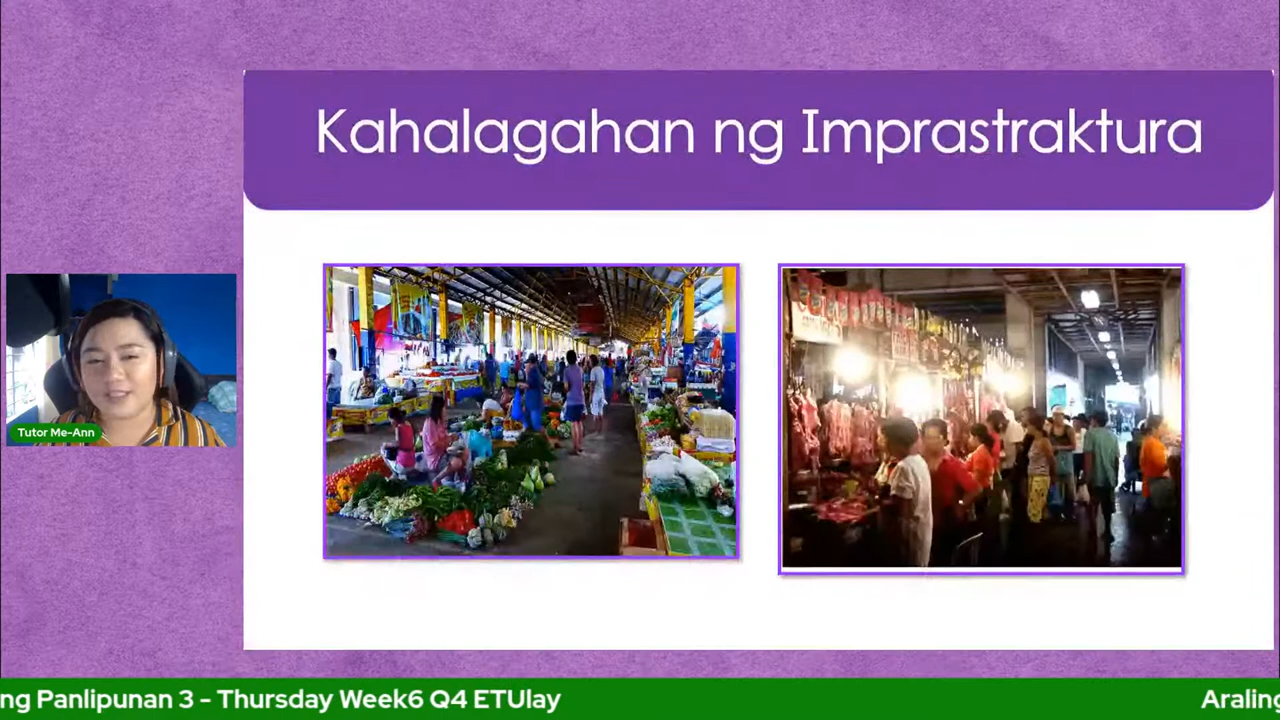 Kahalagahan ng Imprastraktura
Tutor Me-Ann
ng Panlipunan 3 - Thursday Week6 Q4 ETUlay
Araling